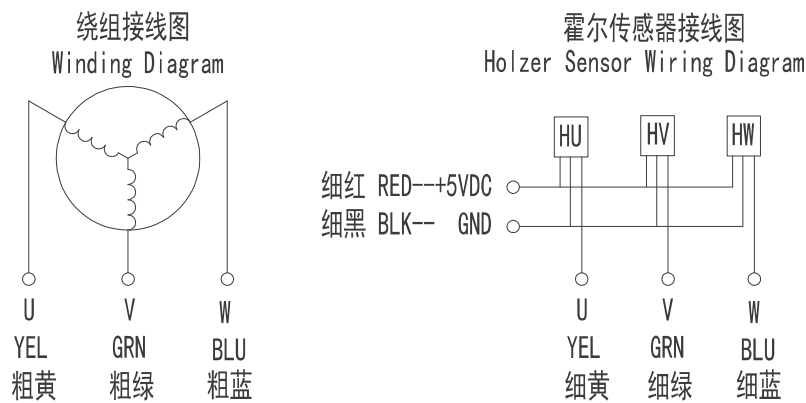 绕组接线图
Winding Diagram
U
V
W
YEL
GRN
BLU
粗黄
粗绿
粗蓝
霍尔传感器接线图
Holzer Sensor Wiring Diagram
HU
HV
HW
细红 RED--+5VDC
细黑 BLK-- GND
U
V
W
YEL
GRN
BLU
细黄
细绿
细蓝